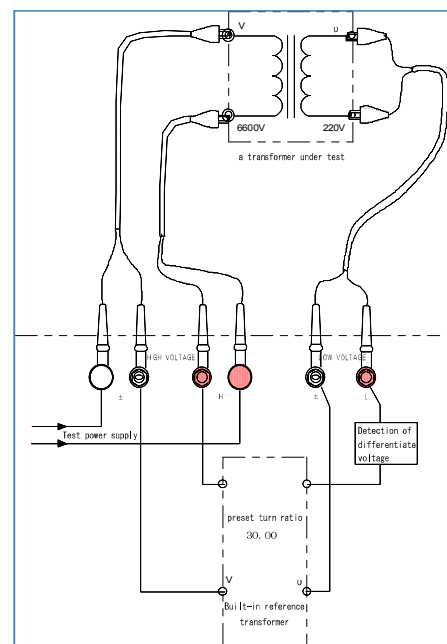 V
υ
6600V
220V
a transformer under test
HIGH VOLTAGE
LOW VOLTAGE
±
H
±
L
Test power supply
Detection of
differentiate
voltage
preset turn ratio
30.00
V
υ
Built-in reference
transformer